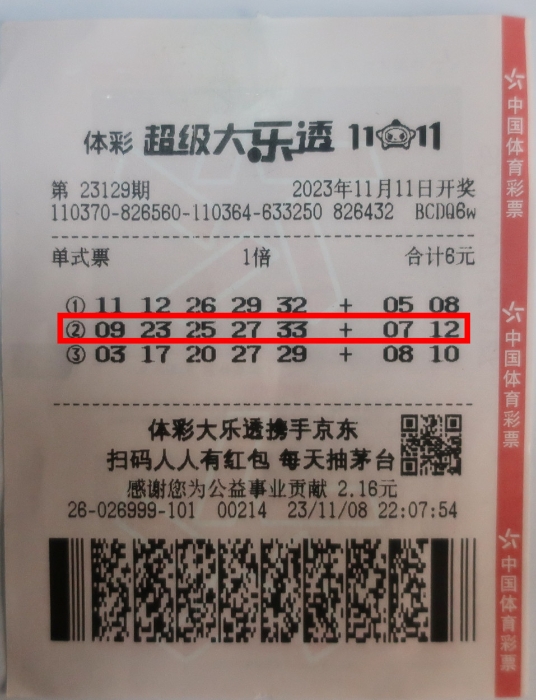 体彩 超级大乐透 11 11
第 23129期 2023年11月11日开奖
110370-826560-110364-633250 826432 BCDQ6w
单式票 1倍 合计6元
① 11 12 26 29 32 + 05 08
② 09 23 25 27 33 + 07 12
③ 03 17 20 27 29 + 08 10
体彩大乐透携手京东
扫码人人有红包 每天抽茅台
感谢您为公益事业贡献 2.16元
26-026999-101 00214 23/11/08 22:07:54
中国体育彩票
中国体育彩票
中国体育彩票